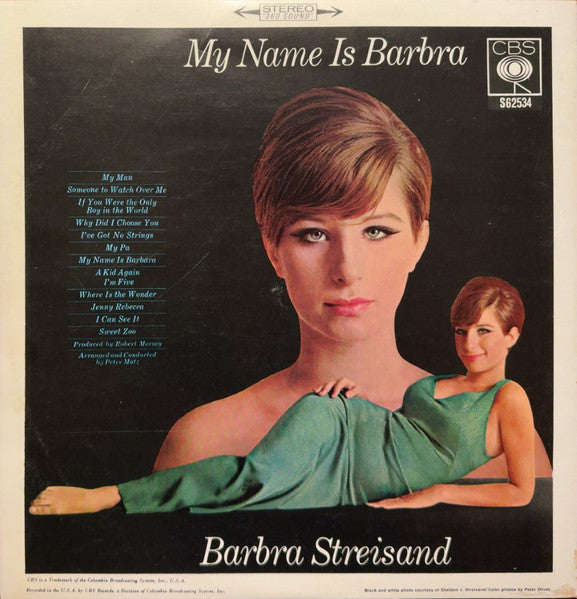 STEREO
"360 SOUND"
My Name Is Barbra
CBS
S62534
My Man
Someone to Watch Over Me
If You Were the Only
Boy in the World
Why Did I Choose You
I've Got No Strings
My Pa
My Name Is Barbara
A Kid Again
I'm Five
Where Is the Wonder
Jenny Rebecca
I Can See It
Sweet Zoo
Produced by Robert Mersey
Arranged and Conducted
by Peter Matz
Barbra Streisand
CBS is a Trademark of the Columbia Broadcasting System, Inc., U.S.A.
Recorded in the U.S.A. by CBS Records, a Division of Columbia Broadcasting System, Inc.
Black and white photo courtesy of Sheldon J. Streisand/Color photos by Peter Oliver